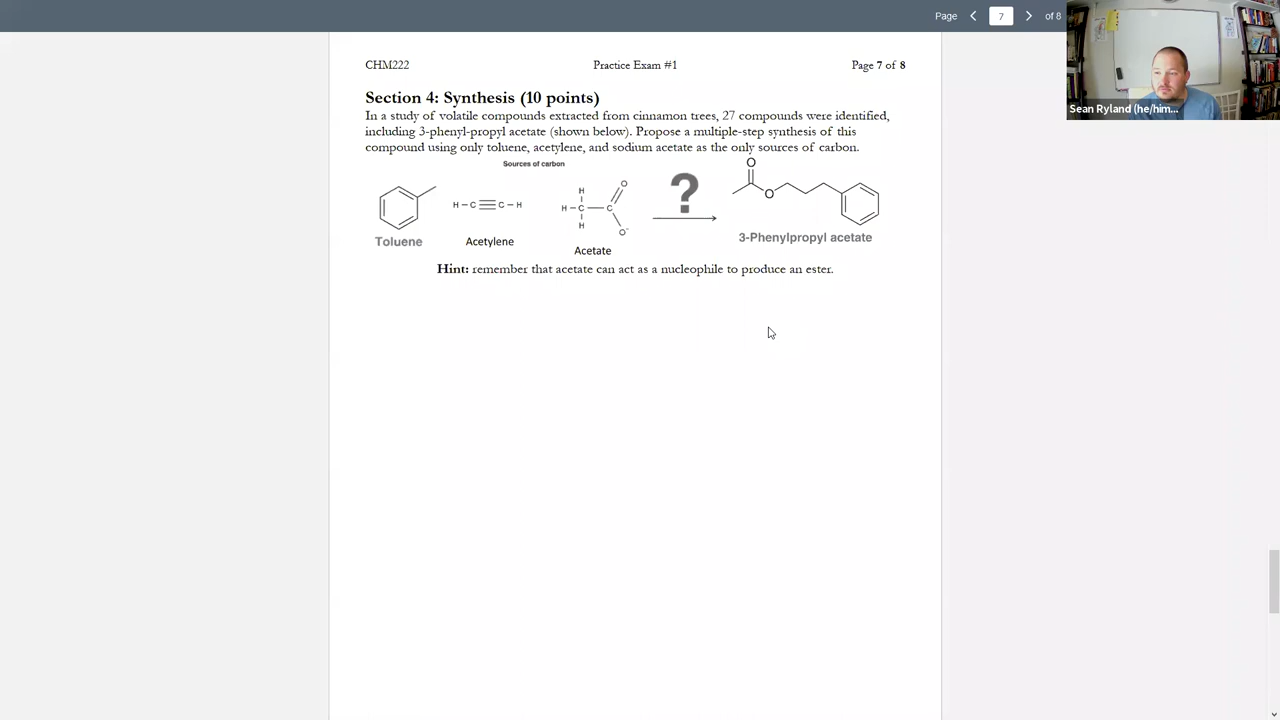 Page 7 of 8
Sean Ryland (he/him...
CHM222 Practice Exam #1 Page 7 of 8
Section 4: Synthesis (10 points)
In a study of volatile compounds extracted from cinnamon trees, 27 compounds were identified,
including 3-phenyl-propyl acetate (shown below). Propose a multiple-step synthesis of this
compound using only toluene, acetylene, and sodium acetate as the only sources of carbon.
Sources of carbon
H-C≡C-H
H
H-C-C
H
O
O-
?
O
O
Toluene
Acetylene
Acetate
3-Phenylpropyl acetate
Hint: remember that acetate can act as a nucleophile to produce an ester.